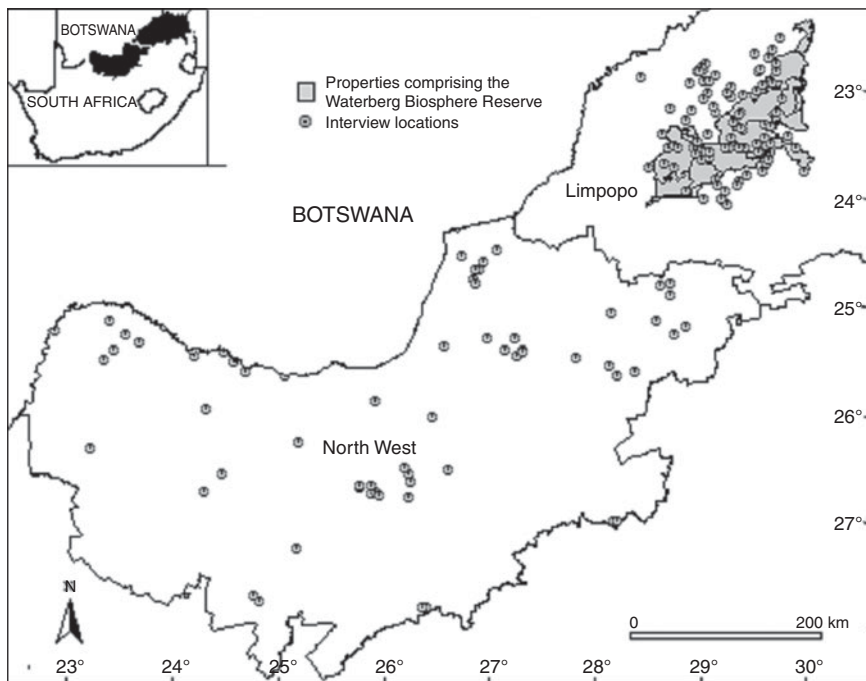 BOTSWANA
SOUTH AFRICA
Properties comprising the
Waterberg Biosphere Reserve
Interview locations
23°
Limpopo
24°
BOTSWANA
25°
26°
North West
27°
N
0 200 km
23 24° 25° 26° 27° 28° 29° 30°